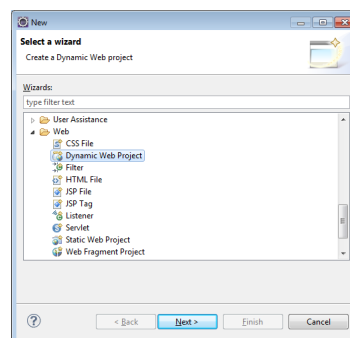 New
Select a wizard
Create a Dynamic Web project
Wizards:
type filter text
User Assistance
Web
CSS File
Dynamic Web Project
Filter
HTML File
JSP File
JSP Tag
Listener
Servlet
Static Web Project
Web Fragment Project
?
< Back Next > Finish Cancel